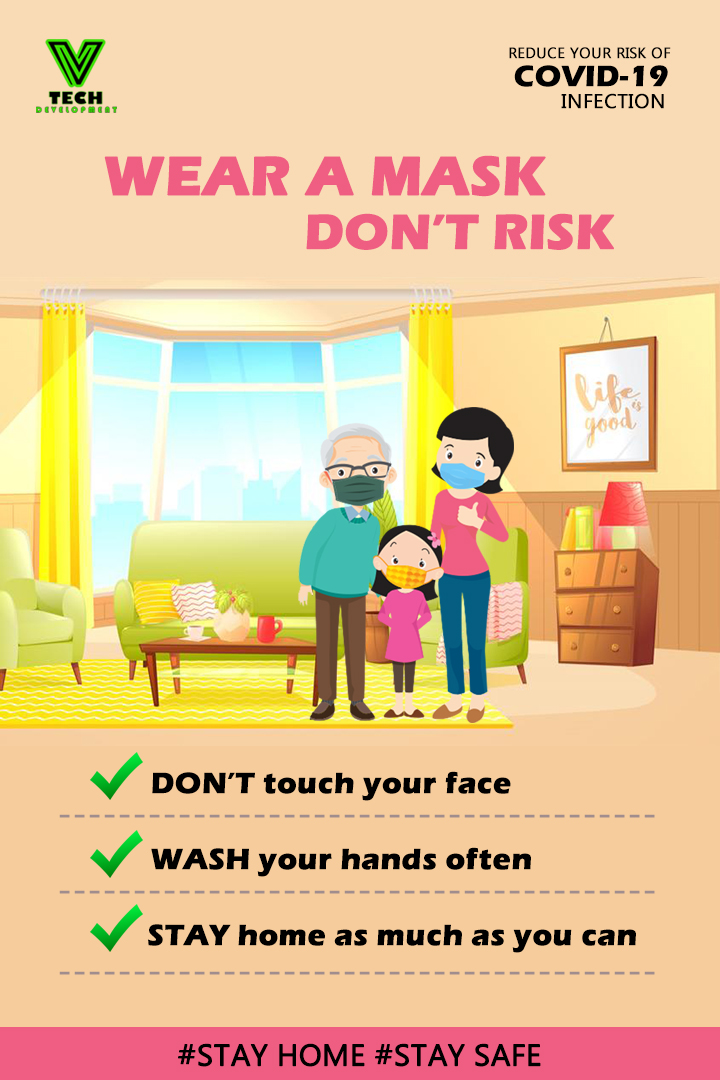 V
TECH
DEVELOPMENT
REDUCE YOUR RISK OF
COVID-19
INFECTION
WEAR A MASK
DON'T RISK
life
is
good
DON'T touch your face
WASH your hands often
STAY home as much as you can
#STAY HOME #STAY SAFE